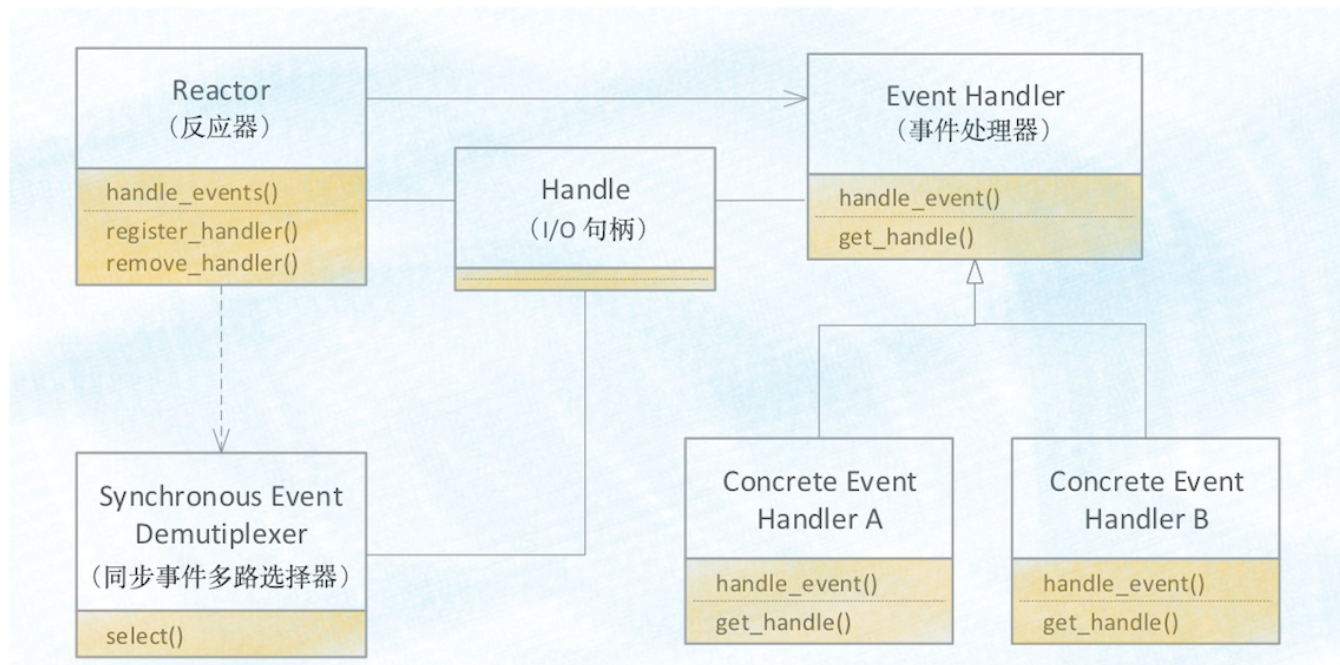 Reactor
（反应器）
handle_events()
register_handler()
remove_handler()
Handle
（I/O 句柄）
Event Handler
（事件处理器）
handle_event()
get_handle()
Synchronous Event
Demutiplexer
（同步事件多路选择器）
select()
Concrete Event
Handler A
handle_event()
get_handle()
Concrete Event
Handler B
handle_event()
get_handle()